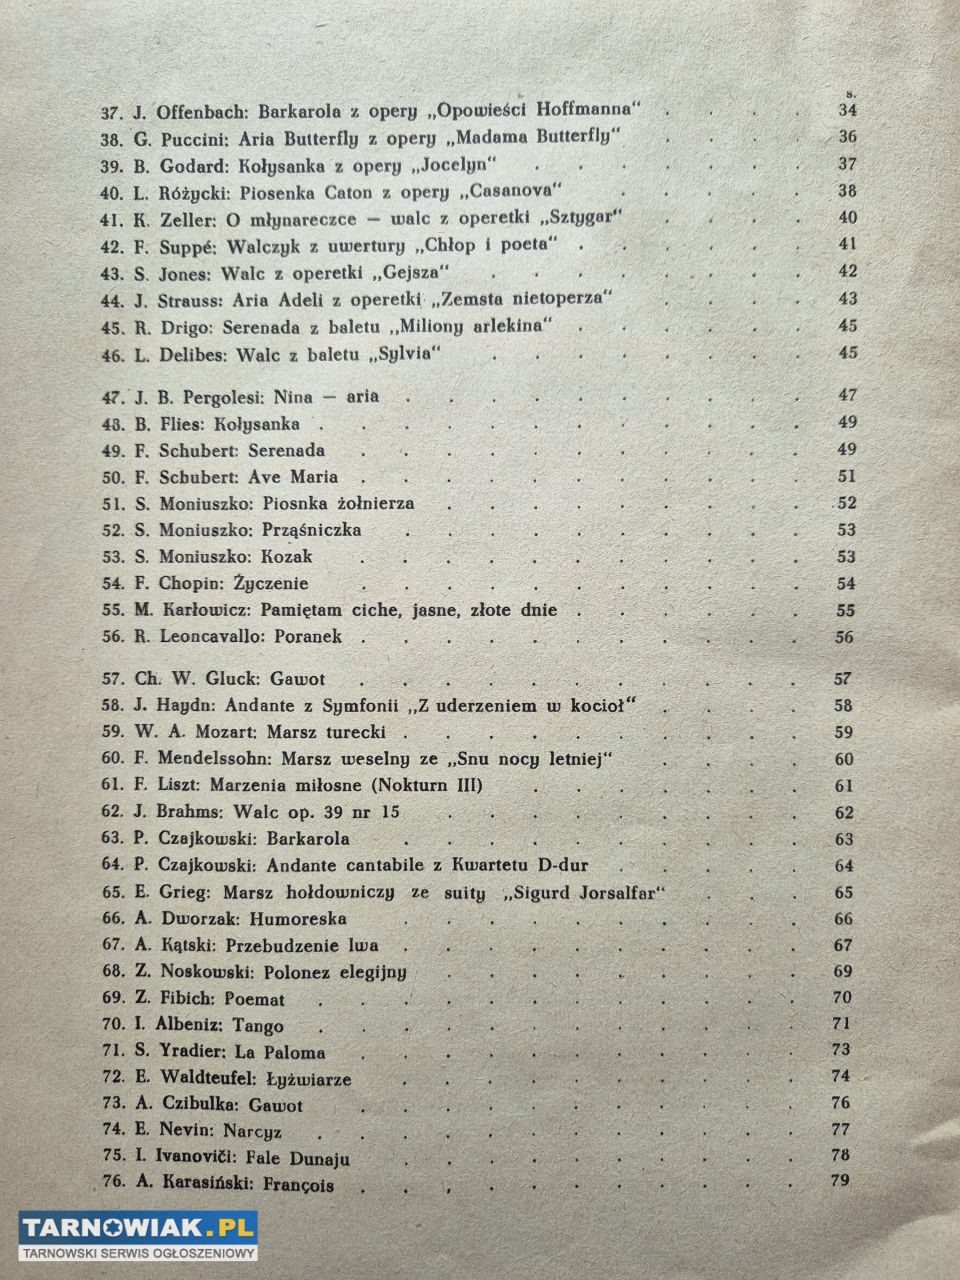 s.
37. J. Offenbach: Barkarola z opery „Opowieści Hoffmanna" . . . . 34
38. G. Puccini: Aria Butterfly z opery „Madama Butterfly" . . . . 36
39. B. Godard: Kołysanka z opery „Jocelyn" . . . . . . . 37
40. L. Różycki: Piosenka Caton z opery „Casanova" . . . . . 38
41. K. Zeller: O młynareczce — walc z operetki „Sztygar" . . . . 40
42. F. Suppé: Walczyk z uwertury „Chłop i poeta" . . . . . . 41
43. S. Jones: Walc z operetki „Gejsza" . . . . . . . . 42
44. J. Strauss: Aria Adeli z operetki „Zemsta nietoperza" . . . . 43
45. R. Drigo: Serenada z baletu „Miliony arlekina" . . . . . . 45
46. L. Delibes: Walc z baletu „Sylvia" . . . . . . . . 45
47. J. B. Pergolesi: Nina — aria . . . . . . . . . . 47
48. B. Flies: Kołysanka . . . . . . . . . . . . 49
49. F. Schubert: Serenada . . . . . . . . . . . 49
50. F. Schubert: Ave Maria . . . . . . . . . . . 51
51. S. Moniuszko: Piosnka żołnierza . . . . . . . . . 52
52. S. Moniuszko: Prząśniczka . . . . . . . . . . 53
53. S. Moniuszko: Kozak . . . . . . . . . . . 53
54. F. Chopin: Życzenie . . . . . . . . . . . 54
55. M. Karłowicz: Pamiętam ciche, jasne, złote dnie . . . . . . 55
56. R. Leoncavallo: Poranek . . . . . . . . . . . 56
57. Ch. W. Gluck: Gawot . . . . . . . . . . . 57
58. J. Haydn: Andante z Symfonii „Z uderzeniem w kocioł" . . . . 58
59. W. A. Mozart: Marsz turecki . . . . . . . . . . 59
60. F. Mendelssohn: Marsz weselny ze „Snu nocy letniej" . . . . 60
61. F. Liszt: Marzenia miłosne (Nokturn III) . . . . . . . 61
62. J. Brahms: Walc op. 39 nr 15 . . . . . . . . . 62
63. P. Czajkowski: Barkarola . . . . . . . . . . 63
64. P. Czajkowski: Andante cantabile z Kwartetu D-dur . . . . . 64
65. E. Grieg: Marsz hołdowniczy ze suity „Sigurd Jorsalfar" . . . 65
66. A. Dworzak: Humoreska . . . . . . . . . . 66
67. A. Kątski: Przebudzenie lwa . . . . . . . . . . 67
68. Z. Noskowski: Polonez elegijny . . . . . . . . . 69
69. Z. Fibich: Poemat . . . . . . . . . . . . 70
70. I. Albeniz: Tango . . . . . . . . . . . . 71
71. S. Yradier: La Paloma . . . . . . . . . . . 73
72. E. Waldteufel: Łyżwiarze . . . . . . . . . . 74
73. A. Czibulka: Gawot . . . . . . . . . . . 76
74. E. Nevin: Narcyz . . . . . . . . . . . . 77
75. I. Ivanoviči: Fale Dunaju . . . . . . . . . . 78
76. A. Karasiński: François . . . . . . . . . . . 79
TARNOWIAK.PL
TARNOWSKI SERWIS OGŁOSZENIOWY